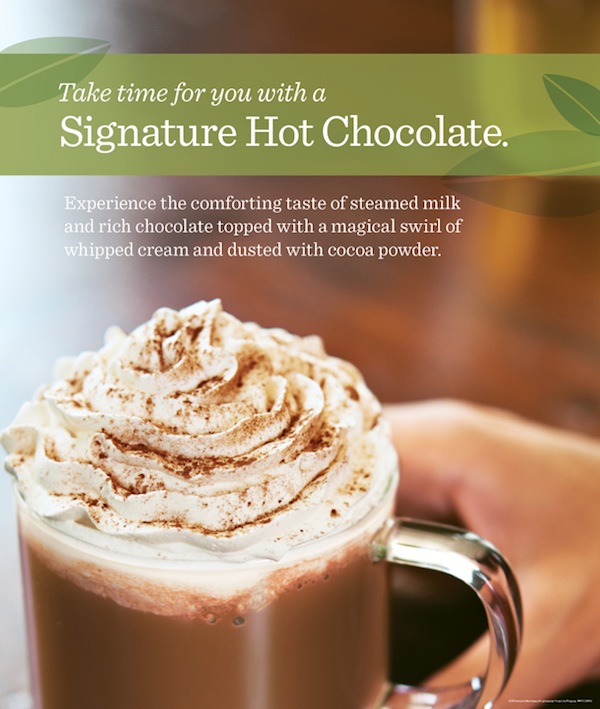 Take time for you with a
Signature Hot Chocolate.
Experience the comforting taste of steamed milk
and rich chocolate topped with a magical swirl of
whipped cream and dusted with cocoa powder.